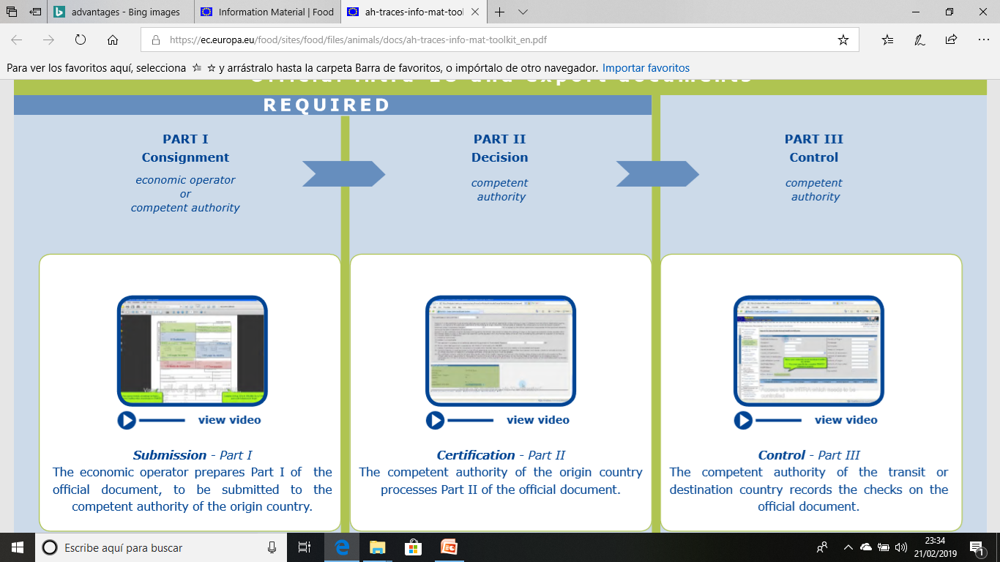 advantages - Bing images
Information Material | Food
ah-traces-info-mat-tool
https://ec.europa.eu/food/sites/food/files/animals/docs/ah-traces-info-mat-toolkit_en.pdf
Para ver los favoritos aquí, selecciona y arrástralo hasta la carpeta Barra de favoritos, o impórtalo de otro navegador. Importar favoritos
REQUIRED
PART I
Consignment
economic operator
or
competent authority
PART II
Decision
competent
authority
PART III
Control
competent
authority
view video
Submission - Part I
The economic operator prepares Part I of the
official document, to be submitted to the
competent authority of the origin country.
view video
Certification - Part II
The competent authority of the origin country
processes Part II of the official document.
view video
Control - Part III
The competent authority of the transit or
destination country records the checks on the
official document.
Escribe aquí para buscar
23:34
21/02/2019
1